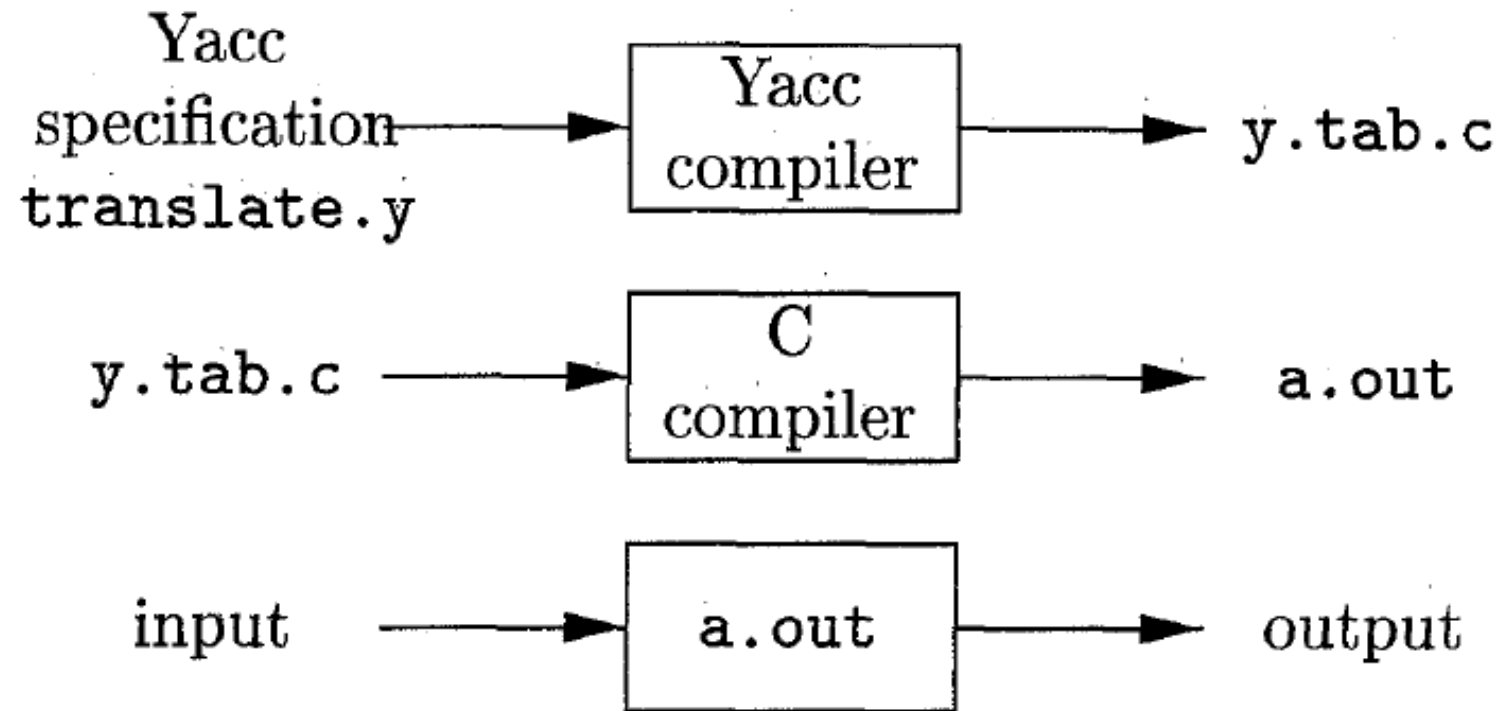 Yacc
specification
translate.y
Yacc
compiler
y.tab.c
y.tab.c
C
compiler
a.out
input
a.out
output